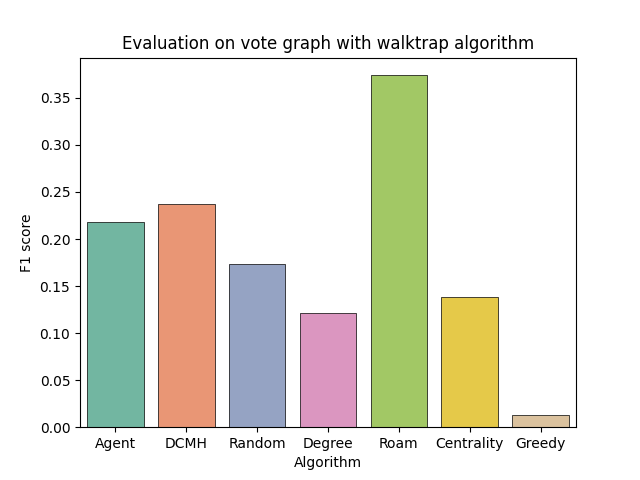 Evaluation on vote graph with walktrap algorithm
0.35
0.30
0.25
0.20
0.15
0.10
0.05
0.00
F1 score
Agent DCMH Random Degree Roam Centrality Greedy
Algorithm